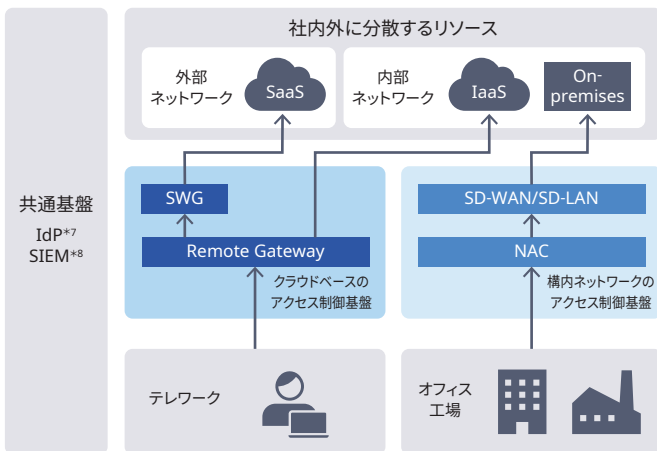 社内外に分散するリソース
外部
ネットワーク
SaaS
内部
ネットワーク
IaaS
On-
premises
共通基盤
IdP*7
SIEM*8
SWG
Remote Gateway
クラウドベースの
アクセス制御基盤
SD-WAN/SD-LAN
NAC
構内ネットワークの
アクセス制御基盤
テレワーク
オフィス
工場